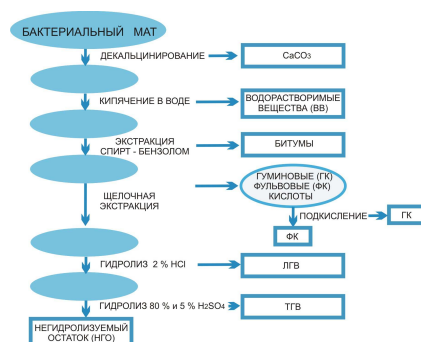 БАКТЕРИАЛЬНЫЙ МАТ
ДЕКАЛЬЦИНИРОВАНИЕ
CaCO3
КИПЯЧЕНИЕ В ВОДЕ
ВОДОРАСТВОРИМЫЕ
ВЕЩЕСТВА (ВВ)
ЭКСТРАКЦИЯ
СПИРТ - БЕНЗОЛОМ
БИТУМЫ
ЩЕЛОЧНАЯ
ЭКСТРАКЦИЯ
ГУМИНОВЫЕ (ГК)
ФУЛЬВОВЫЕ (ФК)
КИСЛОТЫ
ПОДКИСЛЕНИЕ
ГК
ФК
ГИДРОЛИЗ 2 % HCl
ЛГВ
ГИДРОЛИЗ 80 % и 5 % H2SO4
ТГВ
НЕГИДРОЛИЗУЕМЫЙ
ОСТАТОК (НГО)